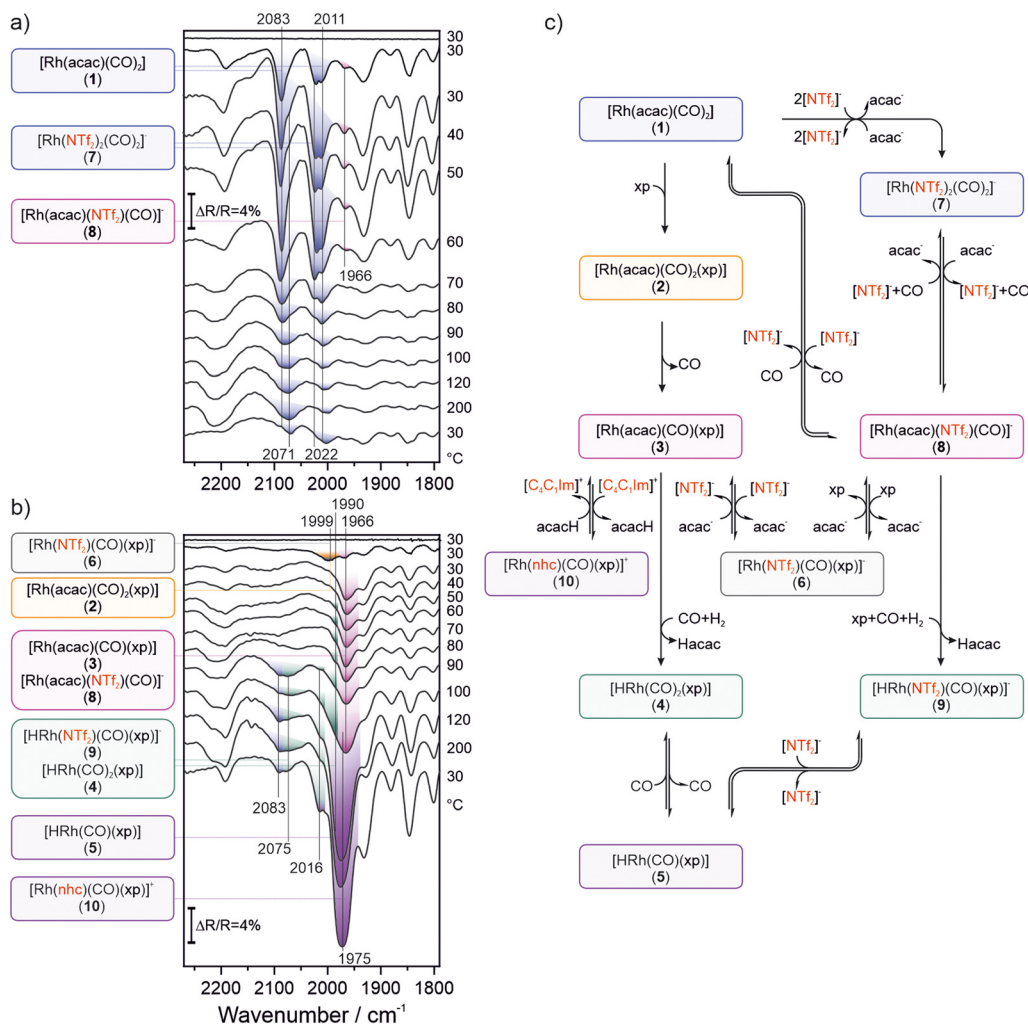 a)
2083
2011
[Rh(acac)(CO)2]
(1)
[Rh(NTf2)2(CO)2]-
(7)
[Rh(acac)(NTf2)(CO)]-
(8)
ΔR/R=4%
1966
30
30
30
40
50
60
70
80
90
100
120
200
30
°C
2071
2022
2200
2100
2000
1900
1800
b)
1990
1999
1966
[Rh(NTf2)(CO)(xp)]-
(6)
[Rh(acac)(CO)2(xp)]
(2)
[Rh(acac)(CO)(xp)]
(3)
[Rh(acac)(NTf2)(CO)]-
(8)
[HRh(NTf2)(CO)(xp)]-
(9)
[HRh(CO)2(xp)]
(4)
[HRh(CO)(xp)]
(5)
[Rh(nhc)(CO)(xp)]+
(10)
ΔR/R=4%
30
30
30
40
50
60
70
80
90
100
120
200
30
°C
2083
2075
2016
1975
2200
2100
2000
1900
1800
Wavenumber / cm-1
c)
[Rh(acac)(CO)2]
(1)
2[NTf2]-
acac-
2[NTf2]-
acac-
[Rh(NTf2)2(CO)2]-
(7)
xp
[Rh(acac)(CO)2(xp)]
(2)
acac-
acac-
[NTf2]-+CO
[NTf2]-+CO
CO
[NTf2]-
[NTf2]-
CO
CO
[Rh(acac)(CO)(xp)]
(3)
[Rh(acac)(NTf2)(CO)]-
(8)
[C4C1Im]+
[C4C1Im]+
acacH
acacH
[NTf2]-
[NTf2]-
acac-
acac-
xp
xp
acac-
acac-
[Rh(nhc)(CO)(xp)]+
(10)
[Rh(NTf2)(CO)(xp)]-
(6)
CO+H2
Hacac
xp+CO+H2
Hacac
[HRh(CO)2(xp)]
(4)
[HRh(NTf2)(CO)(xp)]-
(9)
CO
CO
[NTf2]-
[NTf2]-
[HRh(CO)(xp)]
(5)